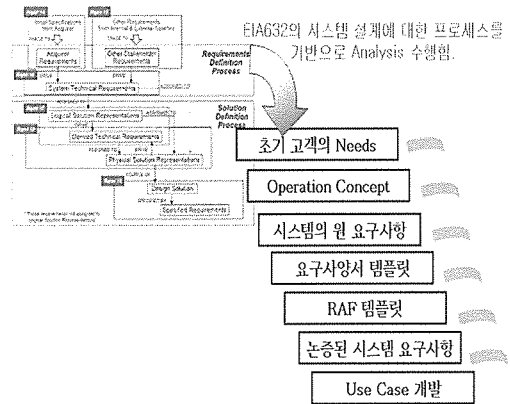 EIA632의 시스템 설계에 대한 프로세스를
기반으로 Analysis 수행함.
Other Requirements
Acquirer
Requirements
Other Stakeholder
Requirements
Requirements
Definition
Process
System Technical Requirements
Solution
Definition
Process
Logical Solution Representations
Derived Technical Requirements
Physical Solution Representations
Design Solution
Specified Requirements
초기 고객의 Needs
Operation Concept
시스템의 원 요구사항
요구사양서 템플릿
RAF 템플릿
논증된 시스템 요구사항
Use Case 개발